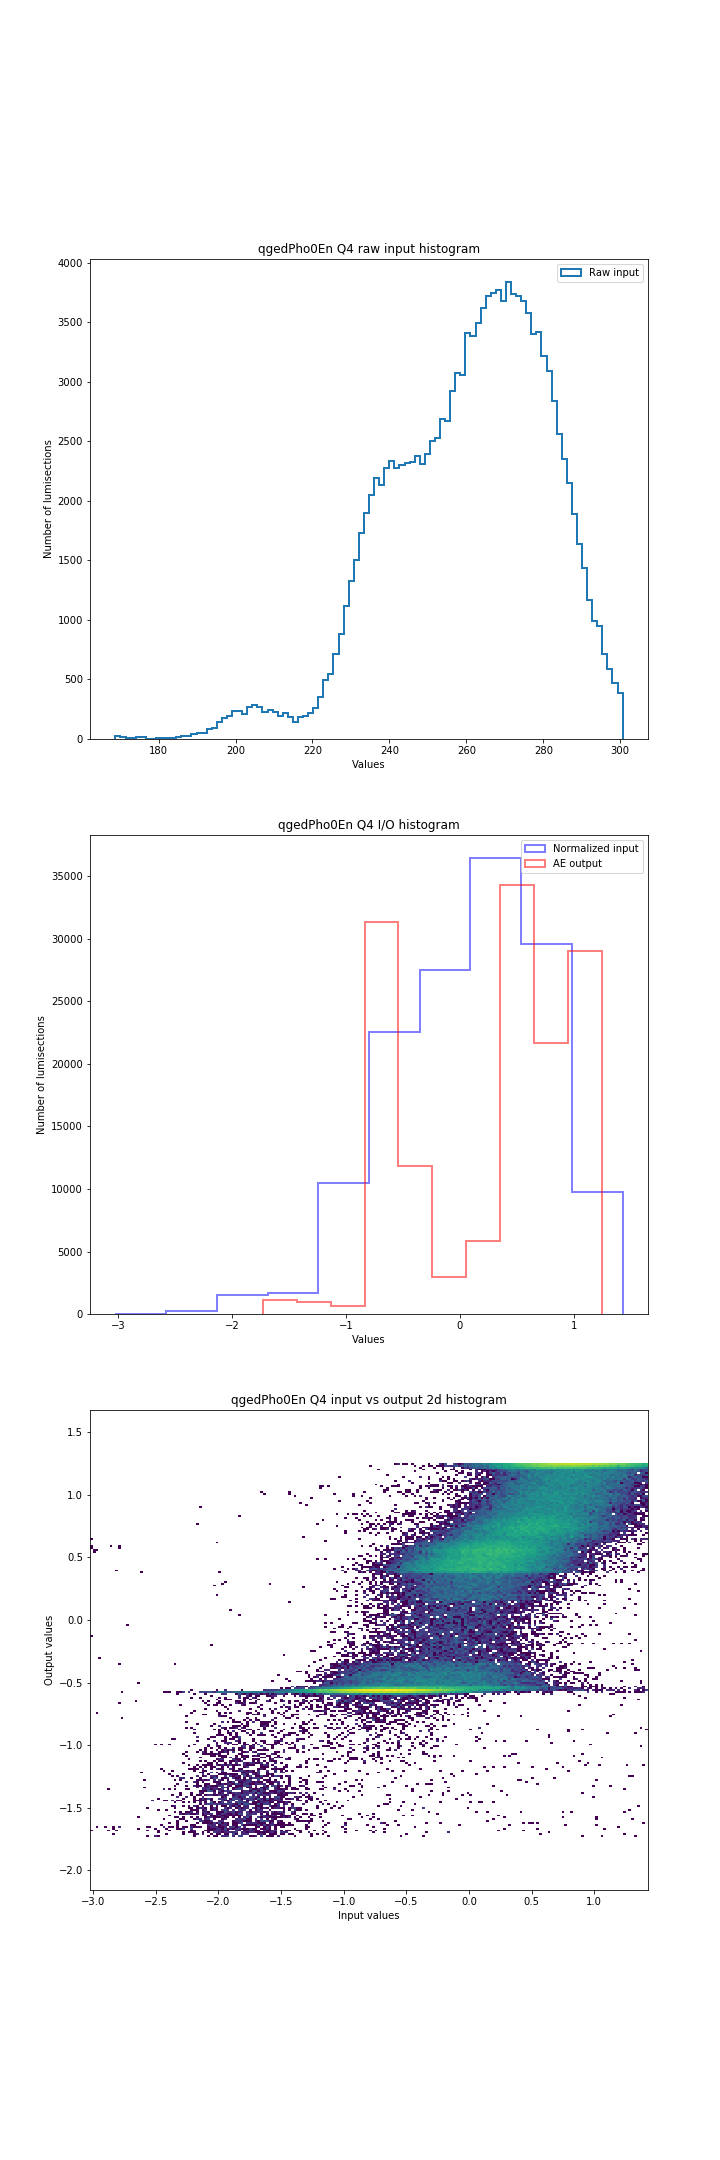 qgedPho0En Q4 raw input histogram
4000
3500
3000
2500
2000
1500
1000
500
0
Number of lumisections
Raw input
180 200 220 240 260 280 300
Values
qgedPho0En Q4 I/O histogram
35000
30000
25000
20000
15000
10000
5000
0
Number of lumisections
Normalized input
AE output
−3 −2 −1 0 1
Values
qgedPho0En Q4 input vs output 2d histogram
1.5
1.0
0.5
0.0
−0.5
−1.0
−1.5
−2.0
Output values
−3.0 −2.5 −2.0 −1.5 −1.0 −0.5 0.0 0.5 1.0
Input values